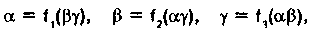 α = f₁(βγ), β = f₂(αγ), γ = f₃(αβ),